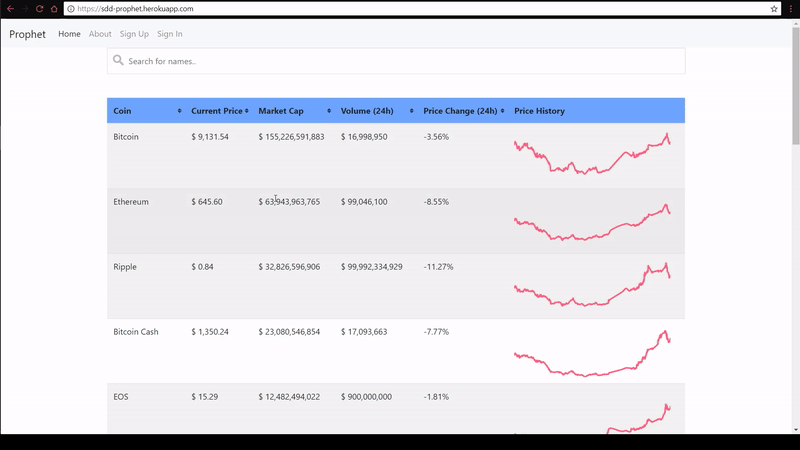 https://sdd-prophet.herokuapp.com
Prophet Home About Sign Up Sign In
Search for names..
Coin Current Price Market Cap Volume (24h) Price Change (24h) Price History
Bitcoin $ 9,131.54 $ 155,226,591,883 $ 16,998,950 -3.56%
Ethereum $ 645.60 $ 63,943,963,765 $ 99,046,100 -8.55%
Ripple $ 0.84 $ 32,826,596,906 $ 99,992,334,929 -11.27%
Bitcoin Cash $ 1,350.24 $ 23,080,546,854 $ 17,093,663 -7.77%
EOS $ 15.29 $ 12,482,494,022 $ 900,000,000 -1.81%